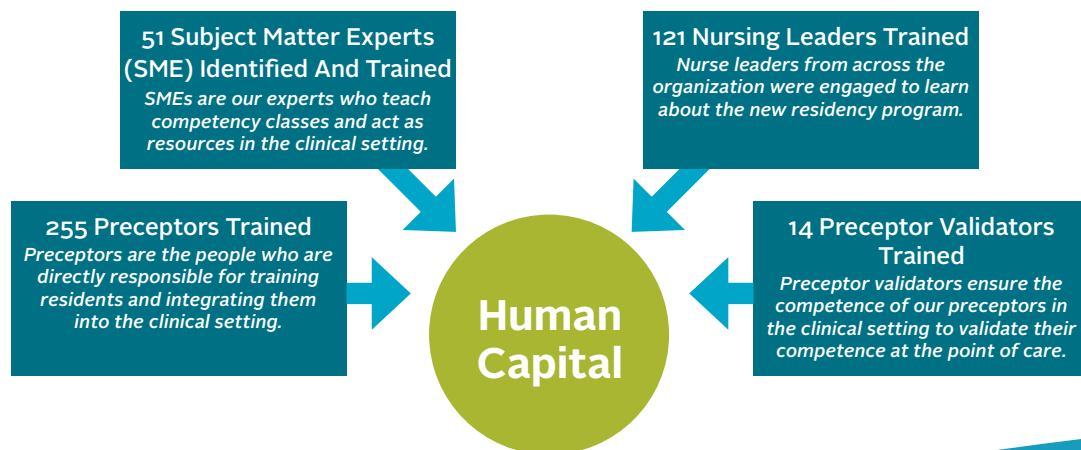 51 Subject Matter Experts
(SME) Identified And Trained
SMEs are our experts who teach
competency classes and act as
resources in the clinical setting.
121 Nursing Leaders Trained
Nurse leaders from across the
organization were engaged to learn
about the new residency program.
255 Preceptors Trained
Preceptors are the people who are
directly responsible for training
residents and integrating them
into the clinical setting.
14 Preceptor Validators
Trained
Preceptor validators ensure the
competence of our preceptors in
the clinical setting to validate their
competence at the point of care.
Human
Capital